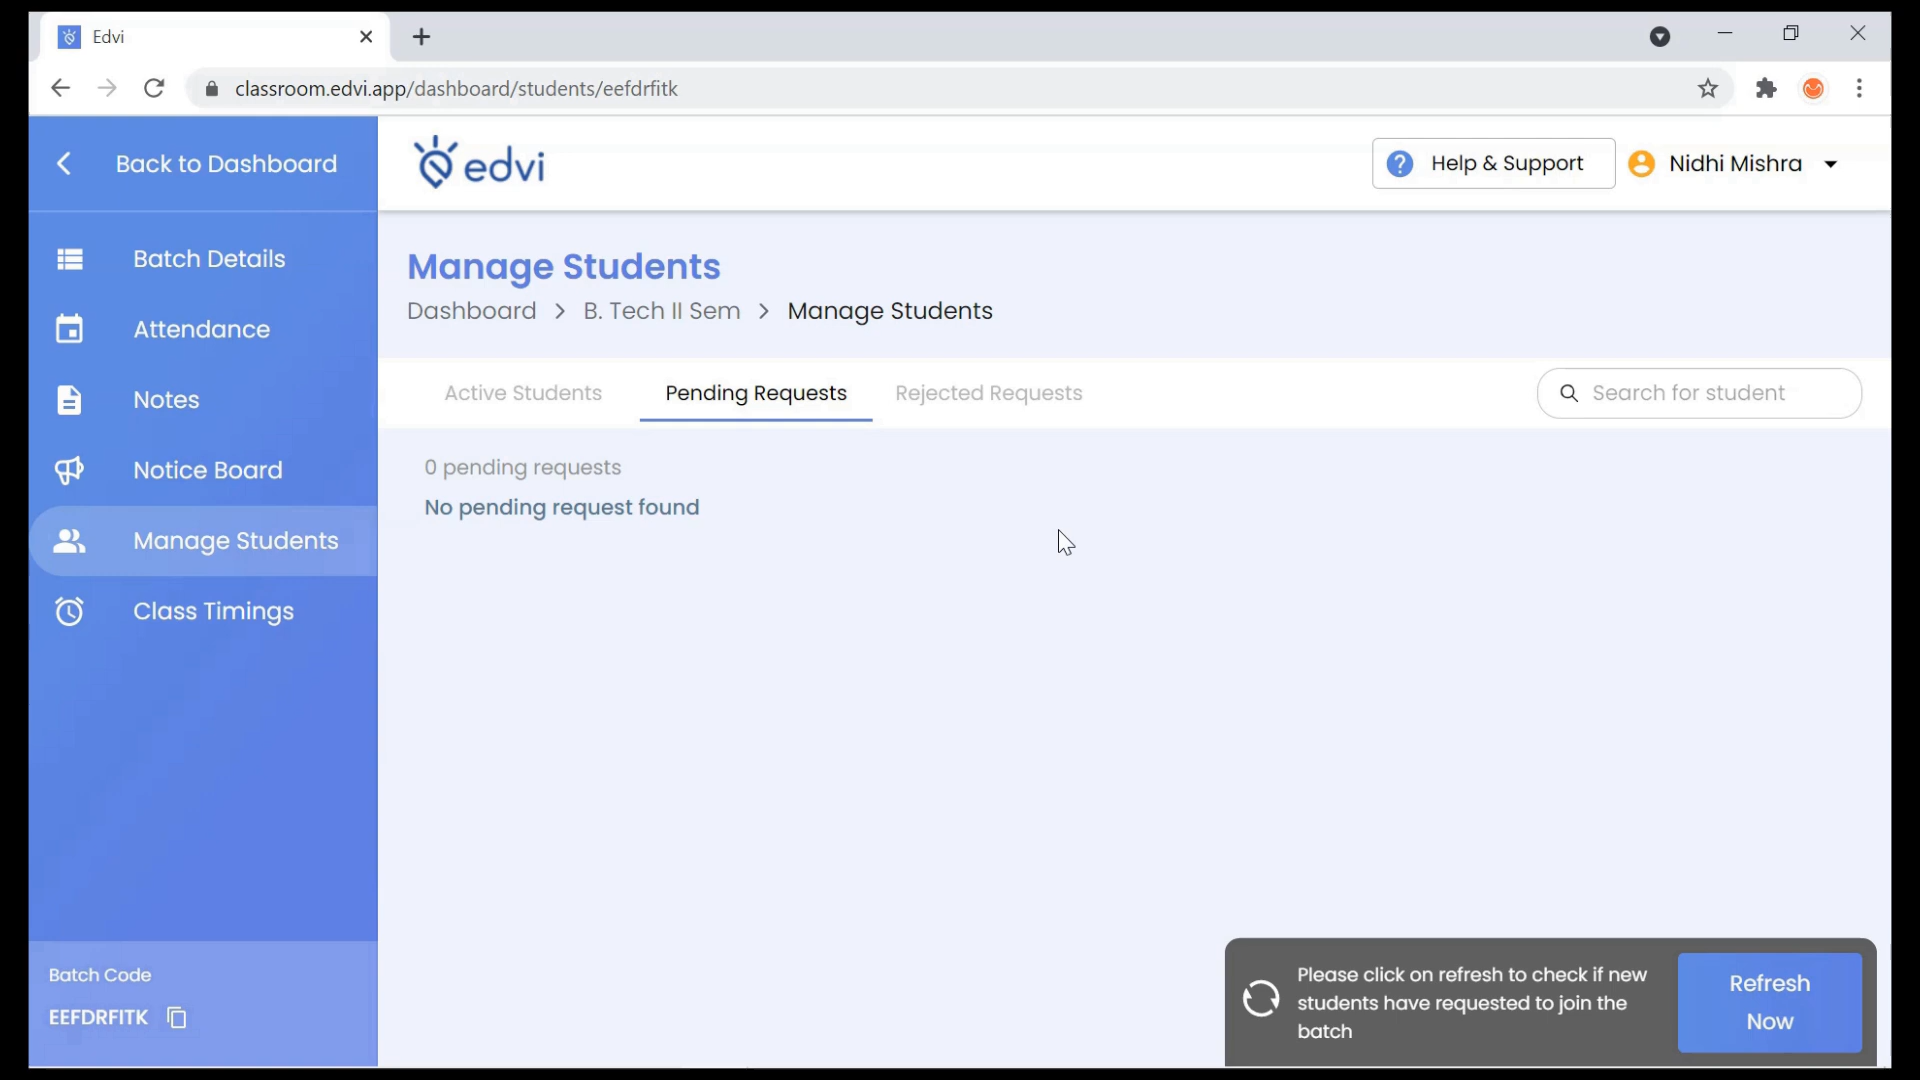 Edvi
classroom.edvi.app/dashboard/students/eefdrfitk
Back to Dashboard
edvi
Help & Support
Nidhi Mishra
Batch Details
Attendance
Notes
Notice Board
Manage Students
Class Timings
Manage Students
Dashboard > B. Tech II Sem > Manage Students
Active Students
Pending Requests
Rejected Requests
Search for student
0 pending requests
No pending request found
Batch Code
EEFDRFITK
Please click on refresh to check if new
students have requested to join the
batch
Refresh
Now